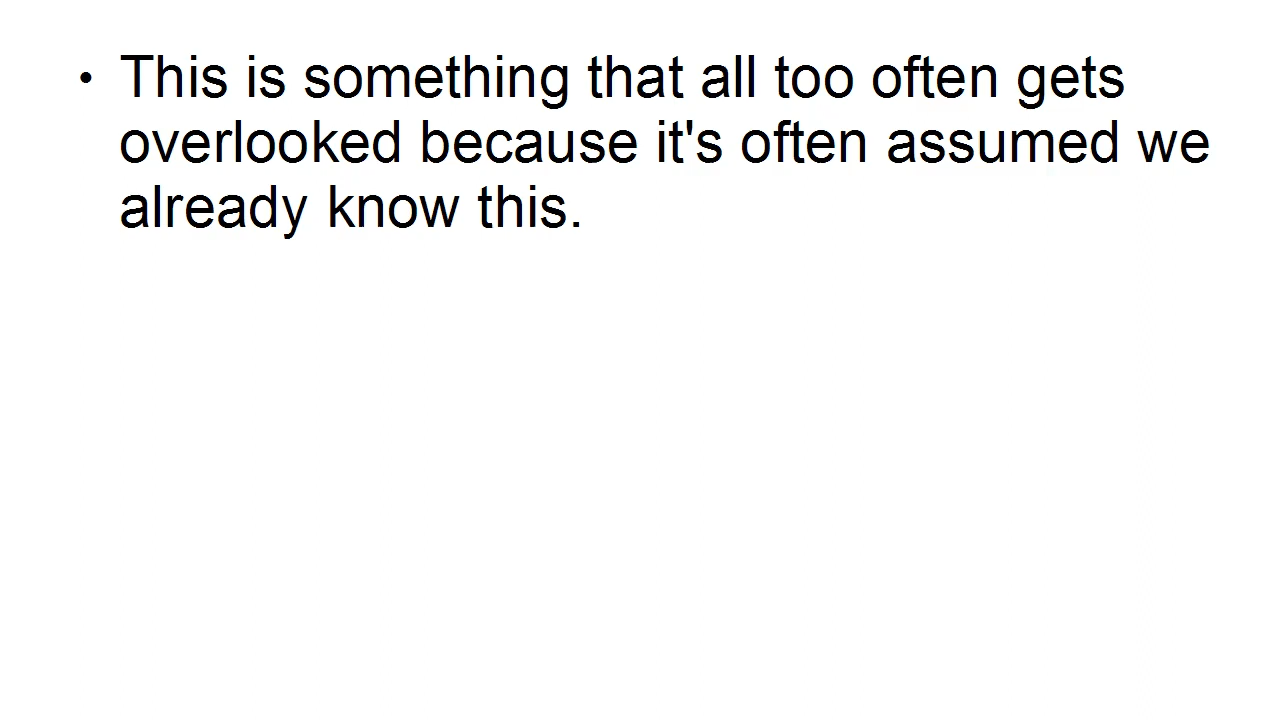 • This is something that all too often gets
overlooked because it's often assumed we
already know this.